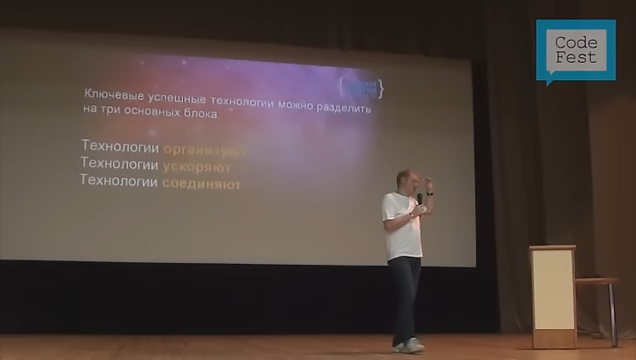 Code
Fest
Ключевые успешные технологии можно разделить
на три основных блока
Технологии организуют
Технологии ускоряют
Технологии соединяют